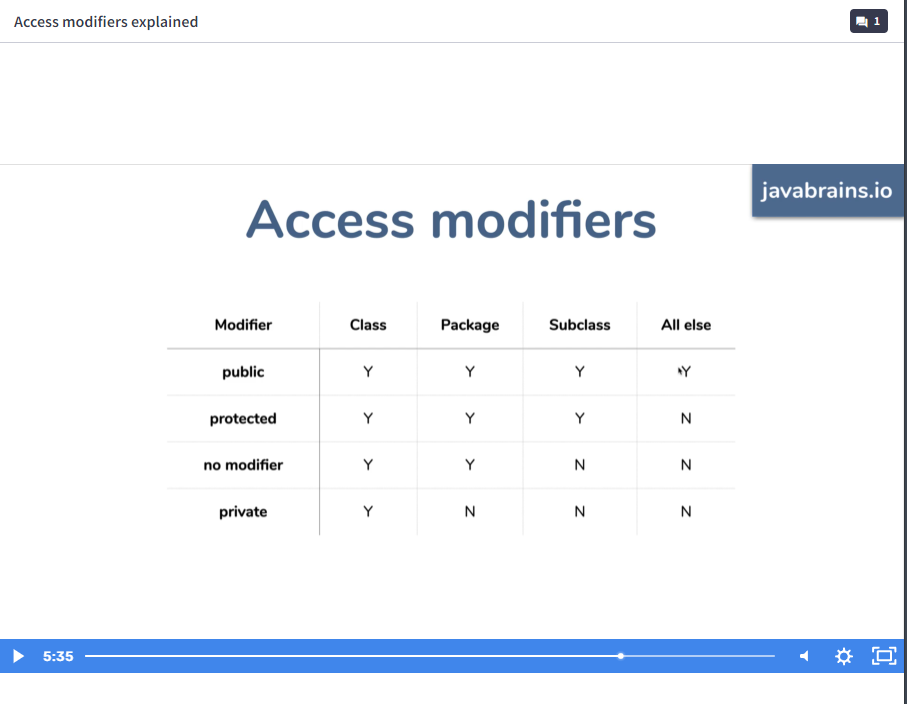 Access modifiers explained
1
javabrains.io
Access modifiers
Modifier Class Package Subclass All else
public Y Y Y Y
protected Y Y Y N
no modifier Y Y N N
private Y N N N
5:35